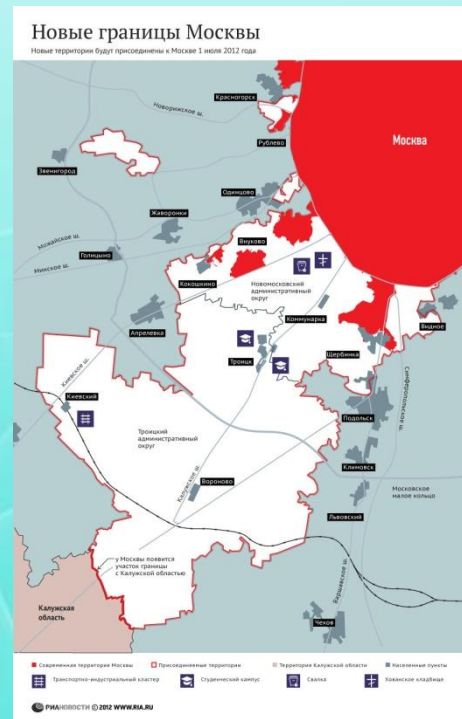 Новые границы Москвы
Новые территории будут присоединены к Москве 1 июля 2012 года
Красногорск
Новорижское ш.
Рублево
Москва
Звенигород
Одинцово
Жаворонки
Можайское ш.
Внуково
Голицыно
Минское ш.
Кокошкино
Новомосковский
административный
округ
Коммунарка
Видное
Апрелевка
Троицк
Щербинка
Киевское ш.
Киевский
Симферопольское ш.
Подольск
Троицкий
административный
округ
Калужское ш.
Вороново
Климовск
Московское
малое кольцо
Львовский
у Москвы появится
участок границы
с Калужской областью
Варшавское ш.
Калужская
область
Чехов
Современная территория Москвы
Присоединяемые территории
Территория Калужской области
Населенные пункты
Транспортно-индустриальный кластер
Студенческий кампус
Свалка
Хованское кладбище
РИАНОВОСТИ © 2012 WWW.RIA.RU